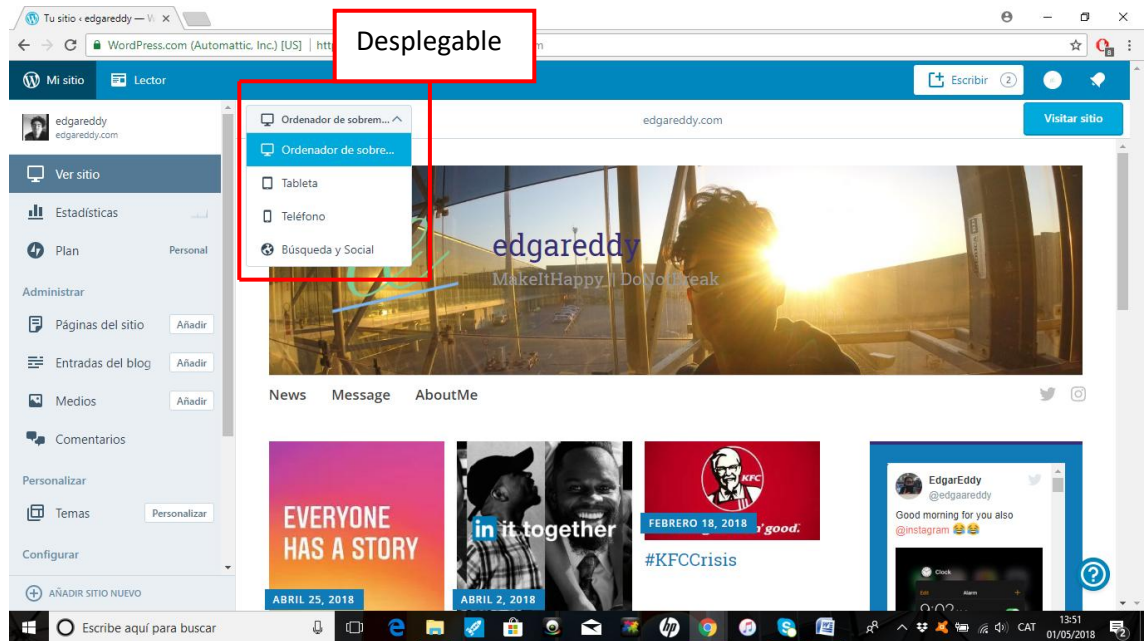 Tu sitio ‹ edgareddy — W
WordPress.com (Automattic, Inc.) [US]
Desplegable
Mi sitio
Lector
Escribir
2
edgareddy
edgareddy.com
Ordenador de sobrem...
edgareddy.com
Visitar sitio
Ordenador de sobre...
Tableta
Teléfono
Búsqueda y Social
Ver sitio
Estadísticas
Plan
Personal
Administrar
Páginas del sitio
Añadir
Entradas del blog
Añadir
Medios
Añadir
Comentarios
Personalizar
Temas
Personalizar
Configurar
AÑADIR SITIO NUEVO
edgareddy
MakeItHappy || DoNotBreak
News
Message
AboutMe
EVERYONE
HAS A STORY
ABRIL 25, 2018
in it together
ABRIL 2, 2018
KFC
good.
FEBRERO 18, 2018
#KFCCrisis
EdgarEddy
@edgaareddy
Good morning for you also
@instagram
Clock
Edit
Alarm
Escribe aquí para buscar
CAT
13:51
01/05/2018